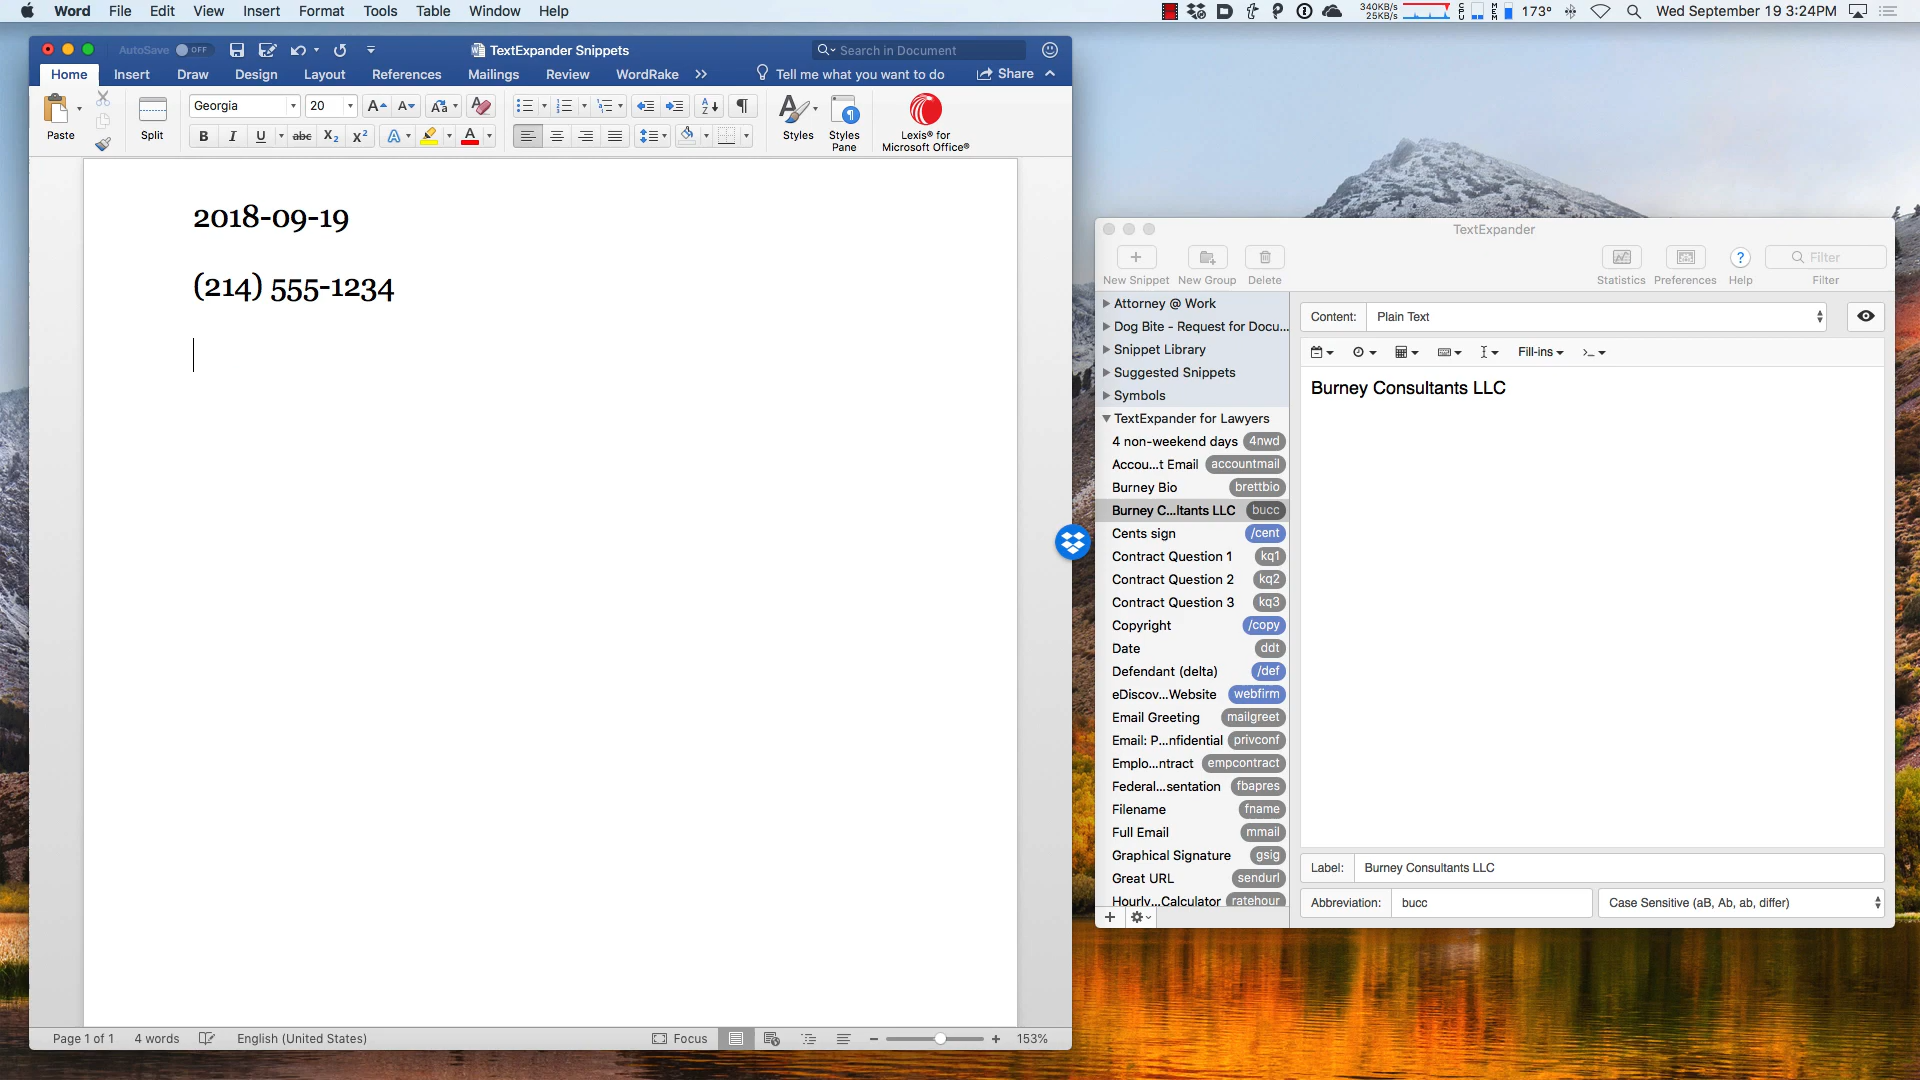 Word File Edit View Insert Format Tools Table Window Help
340KB/s
25KB/s
CPU
MEM
173°
Wed September 19 3:24PM
AutoSave OFF
TextExpander Snippets
Search in Document
Home Insert Draw Design Layout References Mailings Review WordRake >> Tell me what you want to do Share
Paste
Split
Georgia 20
B I U abc X2 X2 A A
Styles
Styles Pane
Lexis® for Microsoft Office®
2018-09-19
(214) 555-1234
Page 1 of 1 4 words English (United States) Focus 153%
TextExpander
New Snippet New Group Delete Statistics Preferences Help Filter
Filter
Attorney @ Work
Dog Bite - Request for Docu...
Snippet Library
Suggested Snippets
Symbols
TextExpander for Lawyers
4 non-weekend days 4nwd
Accou...t Email accountmail
Burney Bio brettbio
Burney C...ltants LLC bucc
Cents sign /cent
Contract Question 1 kq1
Contract Question 2 kq2
Contract Question 3 kq3
Copyright /copy
Date ddt
Defendant (delta) /def
eDiscov...Website webfirm
Email Greeting mailgreet
Email: P...nfidential privconf
Emplo...ntract empcontract
Federal...sentation fbapres
Filename fname
Full Email mmail
Graphical Signature gsig
Great URL sendurl
Hourly...Calculator ratehour
Content: Plain Text
Fill-ins
Burney Consultants LLC
Label: Burney Consultants LLC
Abbreviation: bucc
Case Sensitive (aB, Ab, ab, differ)